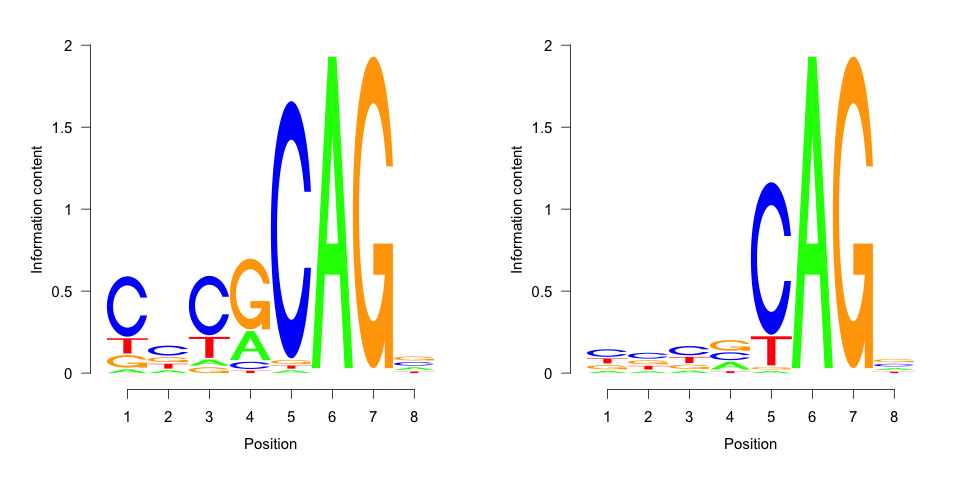 2
1.5
1
0.5
0
Information content
C T G A
C G T A
C T A G
G A C T
C G T A
A
G
G C A T
1 2 3 4 5 6 7 8
Position
2
1.5
1
0.5
0
Information content
C T G A
C G T A
C T G A
G C A T
C T G A
A
G
G C A T
1 2 3 4 5 6 7 8
Position